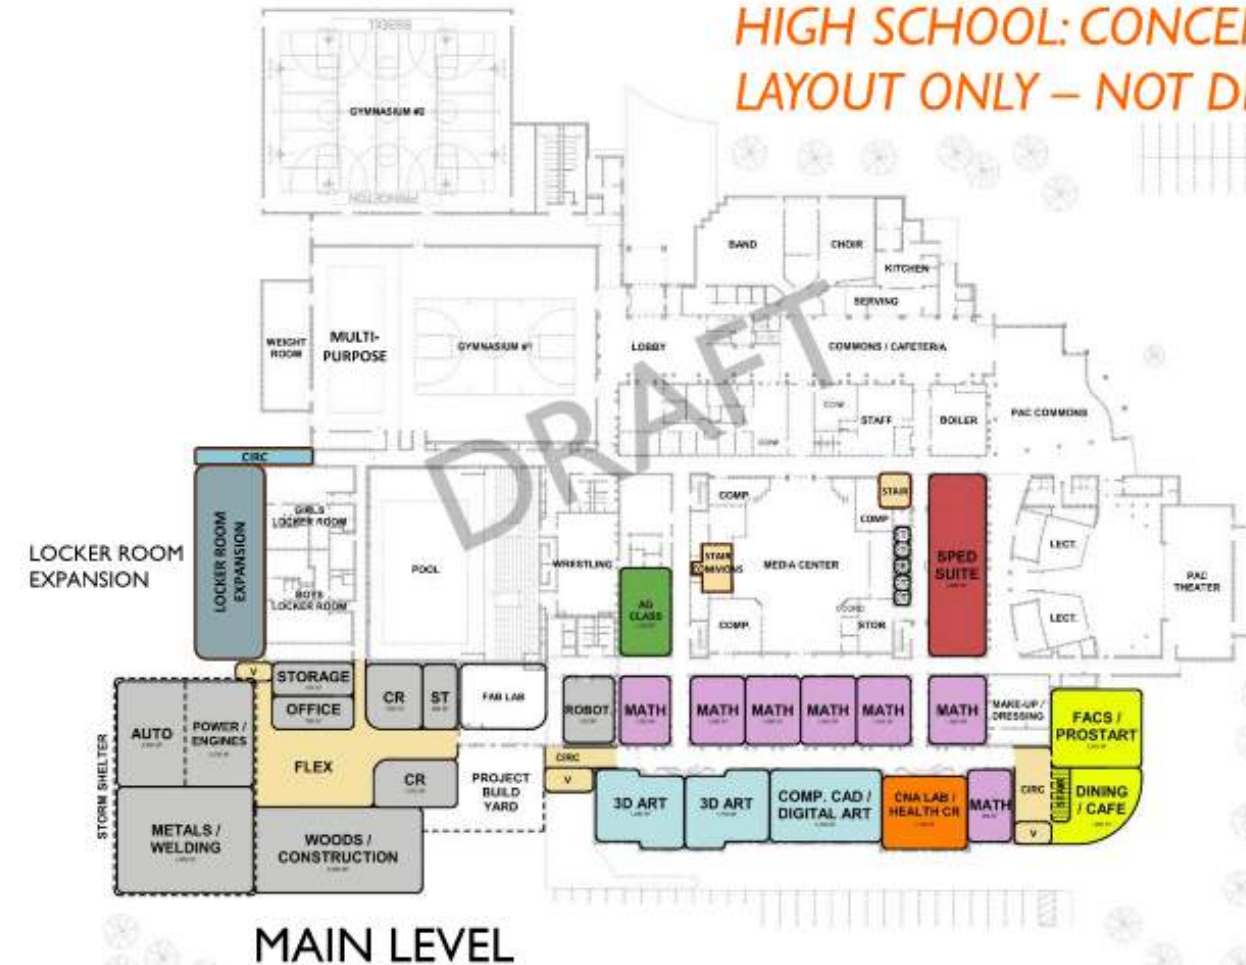 HIGH SCHOOL: CONCE
LAYOUT ONLY – NOT D
TIGERS
GYMNASIUM #2
PRINCETON
BAND
CHOIR
KITCHEN
SERVING
WEIGHT
ROOM
MULTI-
PURPOSE
GYMNASIUM #1
LOBBY
COMMONS / CAFETERIA
DRAFT
CONF
STAFF
BOILER
PAC COMMONS
CONF
CIRC
LOCKER ROOM
EXPANSION
LOCKER ROOM
EXPANSION
GIRLS
LOCKER ROOM
BOYS
LOCKER ROOM
POOL
WRESTLING
AG
CLASS
COMP
STAIR
COMMONS
COMP.
MEDIA CENTER
STAIR
COMP
STOR
SPED
SUITE
LECT.
LECT.
PAC
THEATER
V
STORAGE
OFFICE
CR
ST
FAB LAB
ROBOT.
MATH
MATH
MATH
MATH
MATH
MATH
MAKE-UP /
DRESSING
FACS /
PROSTART
STORM SHELTER
AUTO
POWER /
ENGINES
FLEX
CR
PROJECT
BUILD
YARD
CIRC
V
3D ART
3D ART
COMP. CAD /
DIGITAL ART
CNA LAB /
HEALTH CR
MATH
CIRC
V
DINING
/ CAFE
METALS /
WELDING
WOODS /
CONSTRUCTION
MAIN LEVEL